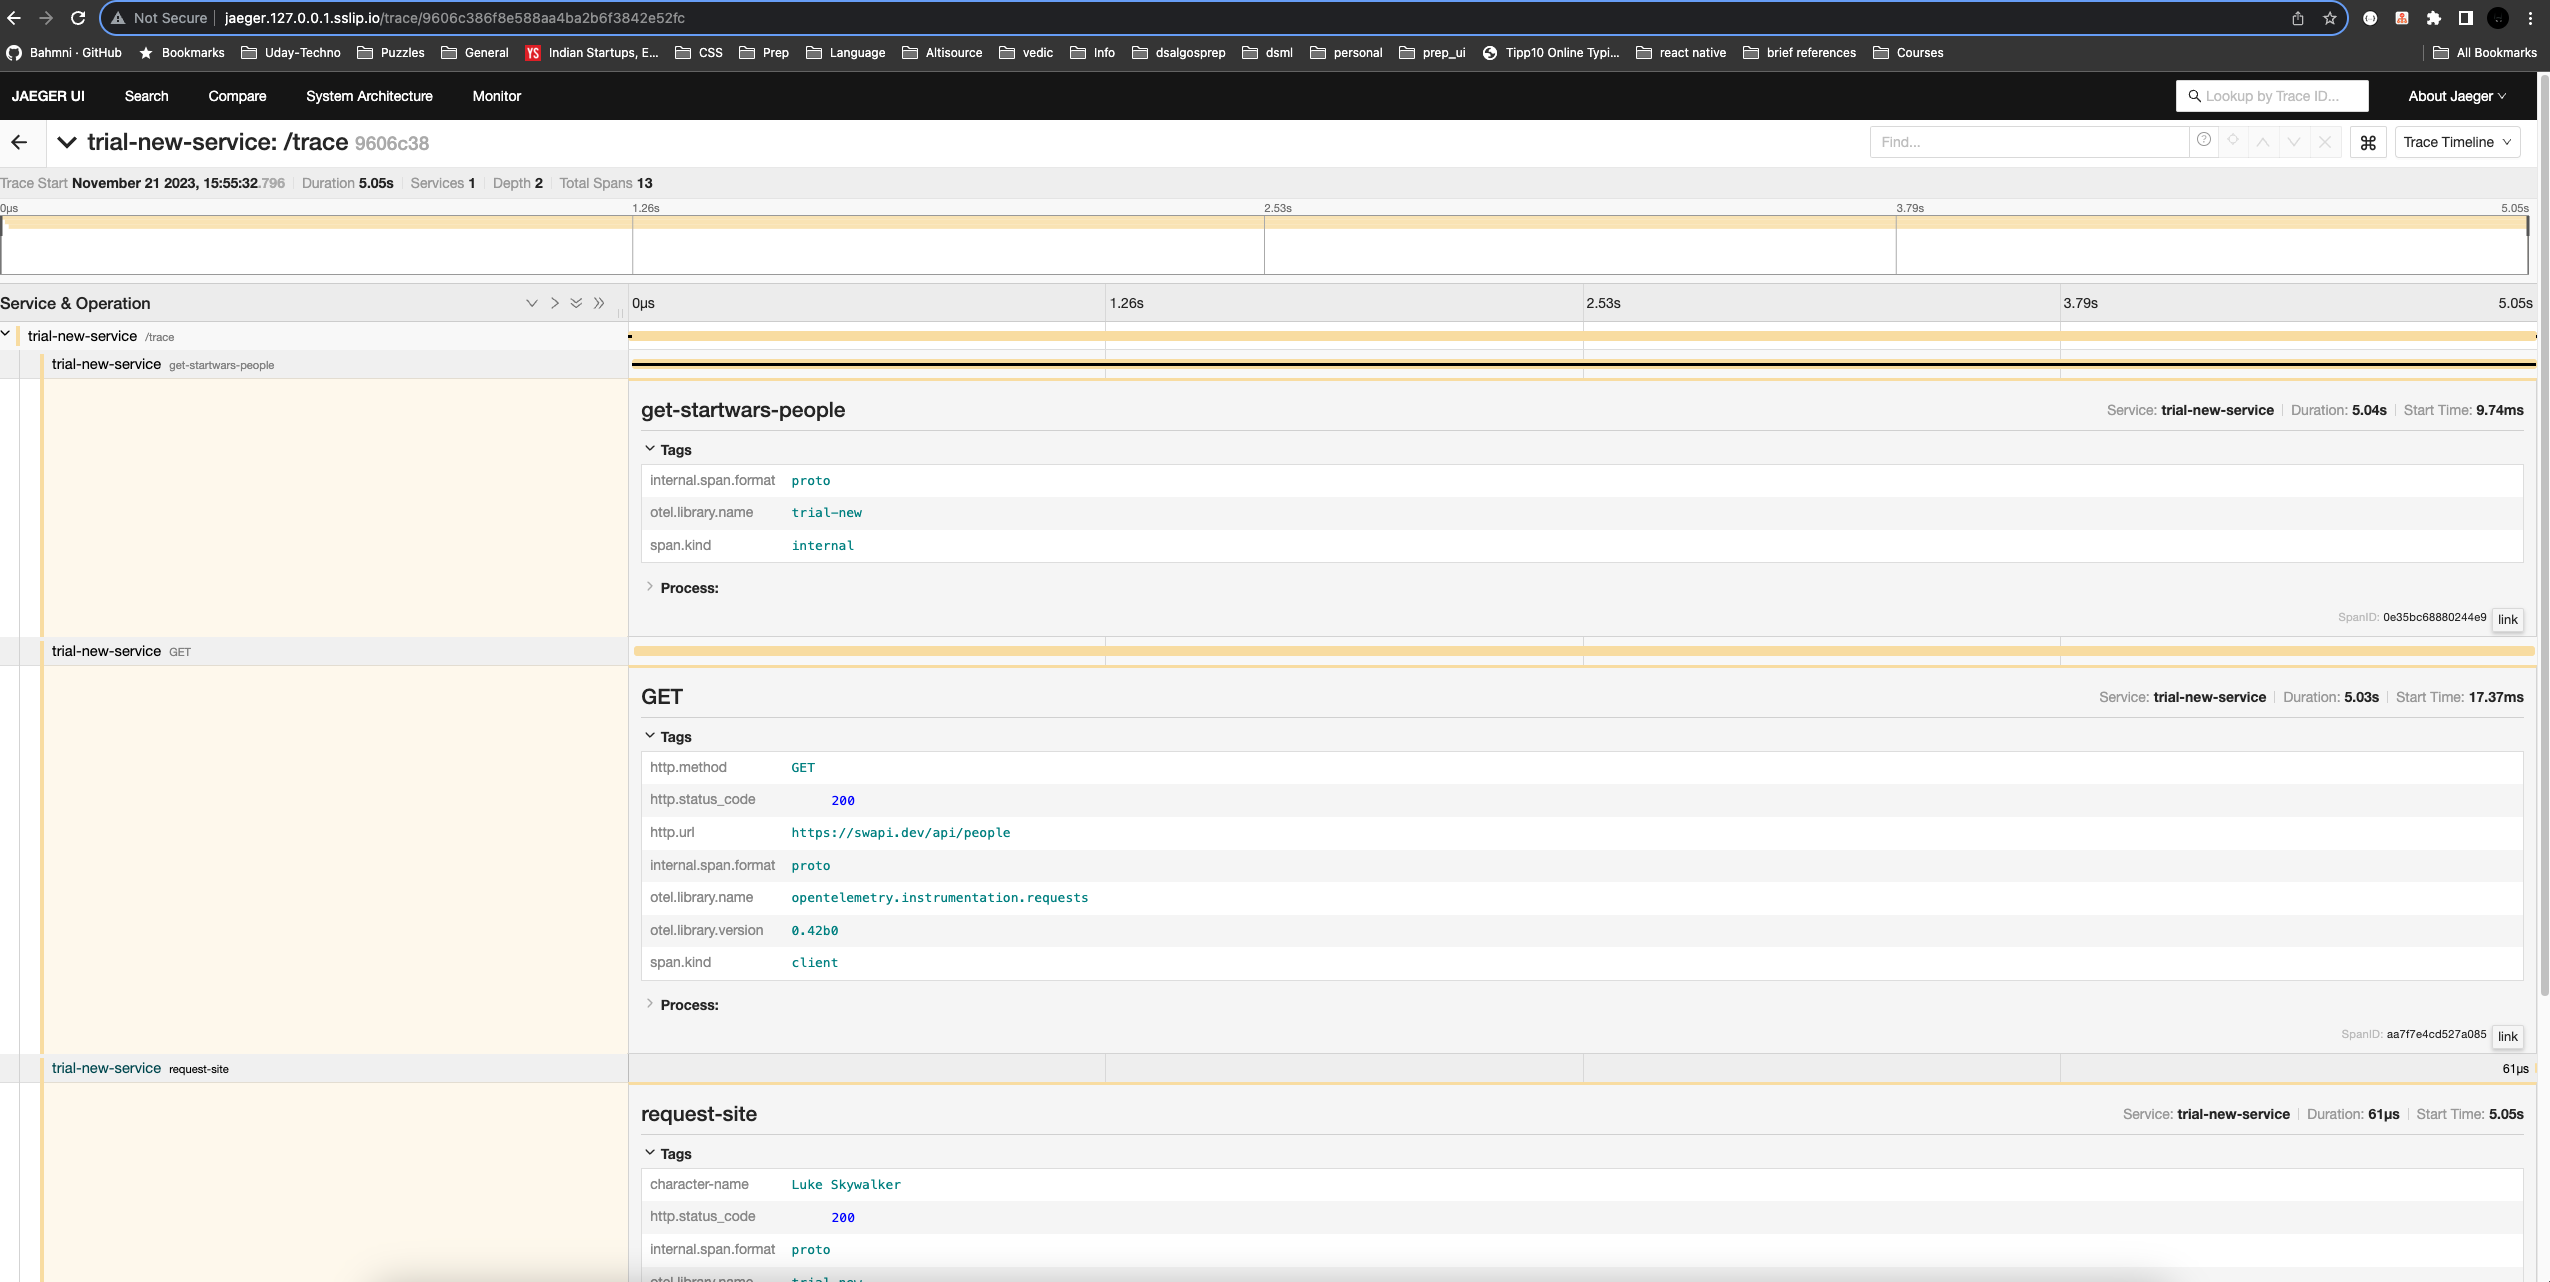 Not Secure jaeger.127.0.0.1.sslip.io/trace/9606c386f8e588aa4ba2b6f3842e52fc
Bahmni · GitHub Bookmarks Uday-Techno Puzzles General YS Indian Startups, E... CSS Prep Language Altisource vedic Info dsalgosprep dsml personal prep_ui Tipp10 Online Typi... react native brief references Courses All Bookmarks
JAEGER UI Search Compare System Architecture Monitor Lookup by Trace ID... About Jaeger
trial-new-service: /trace 9606c38 Find... Trace Timeline
Trace Start November 21 2023, 15:55:32.796 Duration 5.05s Services 1 Depth 2 Total Spans 13
0μs 1.26s 2.53s 3.79s 5.05s
Service & Operation 0μs 1.26s 2.53s 3.79s 5.05s
trial-new-service /trace
trial-new-service get-startwars-people
get-startwars-people Service: trial-new-service Duration: 5.04s Start Time: 9.74ms
Tags
internal.span.format proto
otel.library.name trial-new
span.kind internal
Process:
SpanID: 0e35bc68880244e9 link
trial-new-service GET
GET Service: trial-new-service Duration: 5.03s Start Time: 17.37ms
Tags
http.method GET
http.status_code 200
http.url https://swapi.dev/api/people
internal.span.format proto
otel.library.name opentelemetry.instrumentation.requests
otel.library.version 0.42b0
span.kind client
Process:
SpanID: aa7f7e4cd527a085 link
trial-new-service request-site 61μs
request-site Service: trial-new-service Duration: 61μs Start Time: 5.05s
Tags
character-name Luke Skywalker
http.status_code 200
internal.span.format proto
otel.library.name trial-new